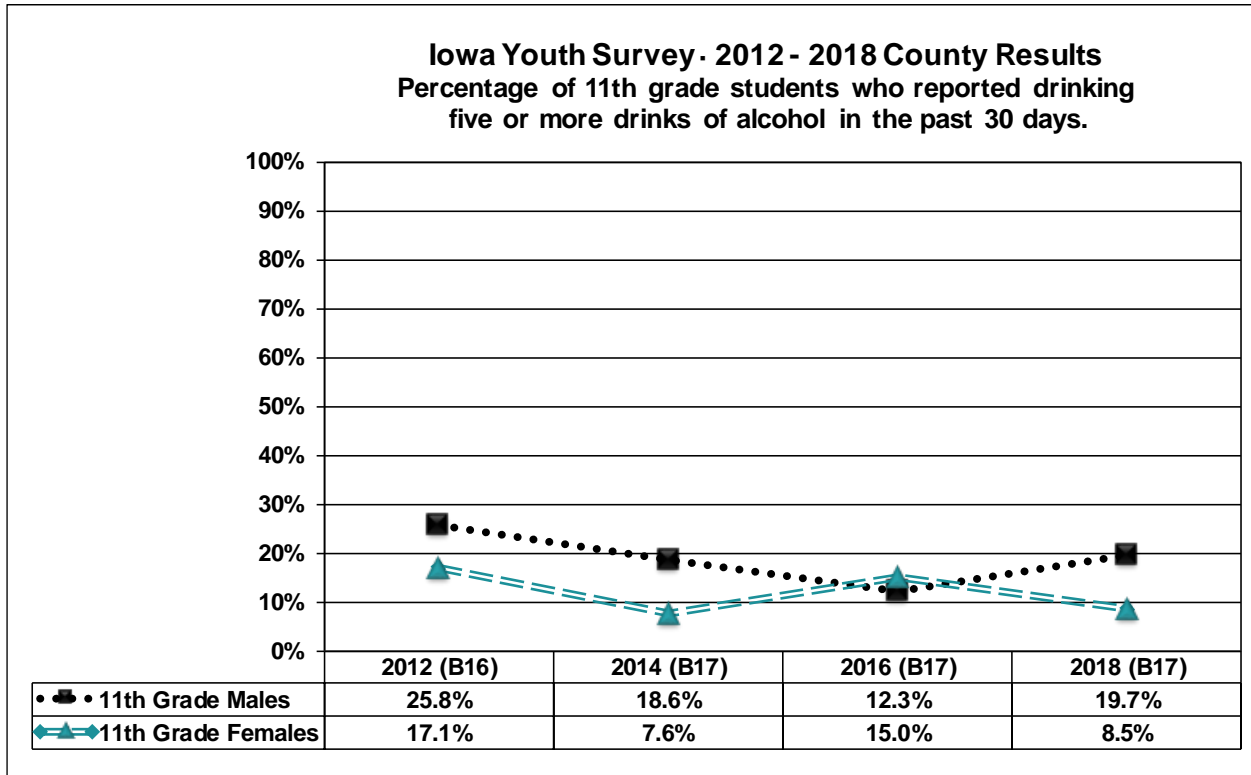 Iowa Youth Survey · 2012 - 2018 County Results
Percentage of 11th grade students who reported drinking
five or more drinks of alcohol in the past 30 days.
100%
90%
80%
70%
60%
50%
40%
30%
20%
10%
0%
2012 (B16) 2014 (B17) 2016 (B17) 2018 (B17)
11th Grade Males 25.8% 18.6% 12.3% 19.7%
11th Grade Females 17.1% 7.6% 15.0% 8.5%